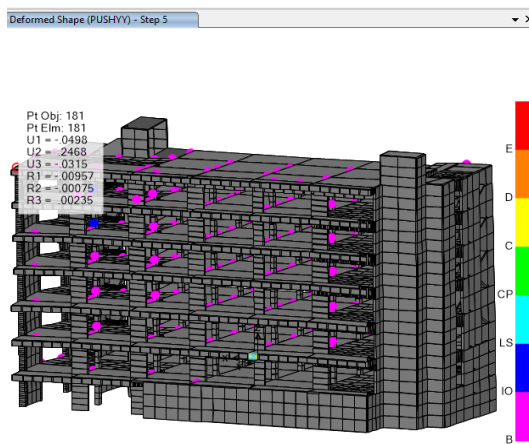 Deformed Shape (PUSHYY) - Step 5
Pt Obj: 181
Pt Elm: 181
U1 = -.0498
U2 = .2468
U3 = -.0315
R1 = -.00957
R2 = -.00075
R3 = .00235
E
D
C
CP
LS
IO
B